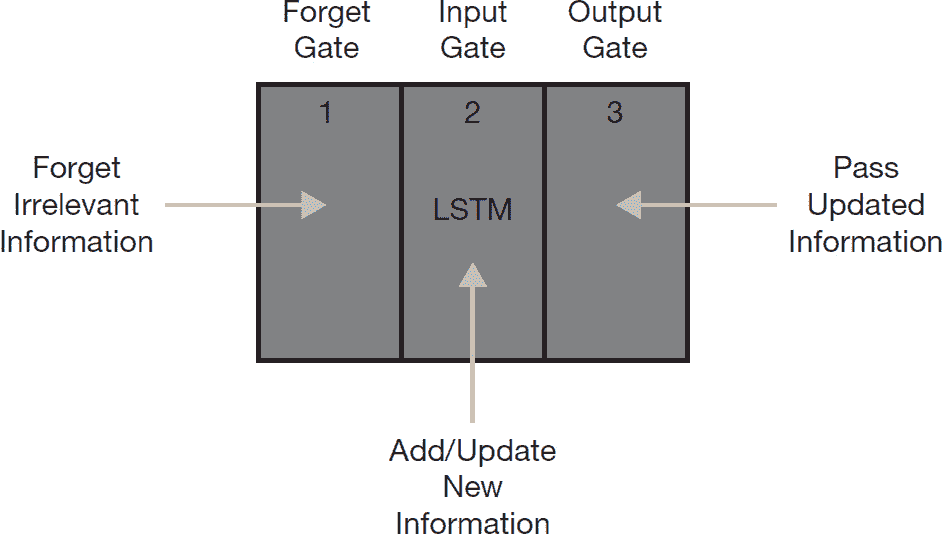 Forget
Gate
Input
Gate
Output
Gate
1
2
3
Forget
Irrelevant
Information
LSTM
Pass
Updated
Information
Add/Update
New
Information